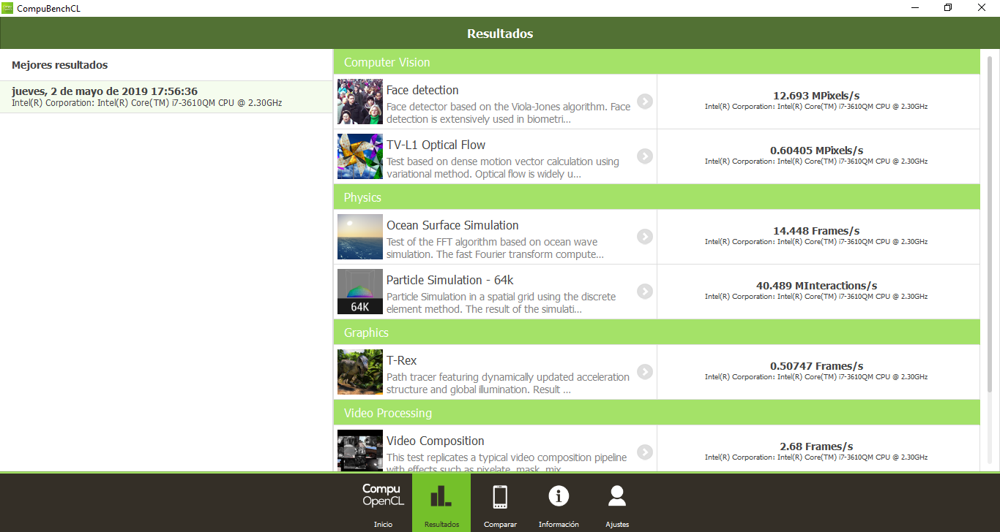 CompuBenchCL
Resultados
Mejores resultados
jueves, 2 de mayo de 2019 17:56:36
Intel(R) Corporation: Intel(R) Core(TM) i7-3610QM CPU @ 2.30GHz
Computer Vision
Face detection
Face detector based on the Viola-Jones algorithm. Face
detection is extensively used in biometri...
12.693 MPixels/s
Intel(R) Corporation: Intel(R) Core(TM) i7-3610QM CPU @ 2.30GHz
TV-L1 Optical Flow
Test based on dense motion vector calculation using
variational method. Optical flow is widely u...
0.60405 MPixels/s
Intel(R) Corporation: Intel(R) Core(TM) i7-3610QM CPU @ 2.30GHz
Physics
Ocean Surface Simulation
Test of the FFT algorithm based on ocean wave
simulation. The fast Fourier transform compute...
14.448 Frames/s
Intel(R) Corporation: Intel(R) Core(TM) i7-3610QM CPU @ 2.30GHz
64K
Particle Simulation - 64k
Particle Simulation in a spatial grid using the discrete
element method. The result of the simulati...
40.489 MInteractions/s
Intel(R) Corporation: Intel(R) Core(TM) i7-3610QM CPU @ 2.30GHz
Graphics
T-Rex
Path tracer featuring dynamically updated acceleration
structure and global illumination. Result ...
0.50747 Frames/s
Intel(R) Corporation: Intel(R) Core(TM) i7-3610QM CPU @ 2.30GHz
Video Processing
Video Composition
This test replicates a typical video composition pipeline
with effects such as pixelate, mask, mix...
2.68 Frames/s
Intel(R) Corporation: Intel(R) Core(TM) i7-3610QM CPU @ 2.30GHz
Compu
OpenCL
Inicio
Resultados
Comparar
Información
Ajustes